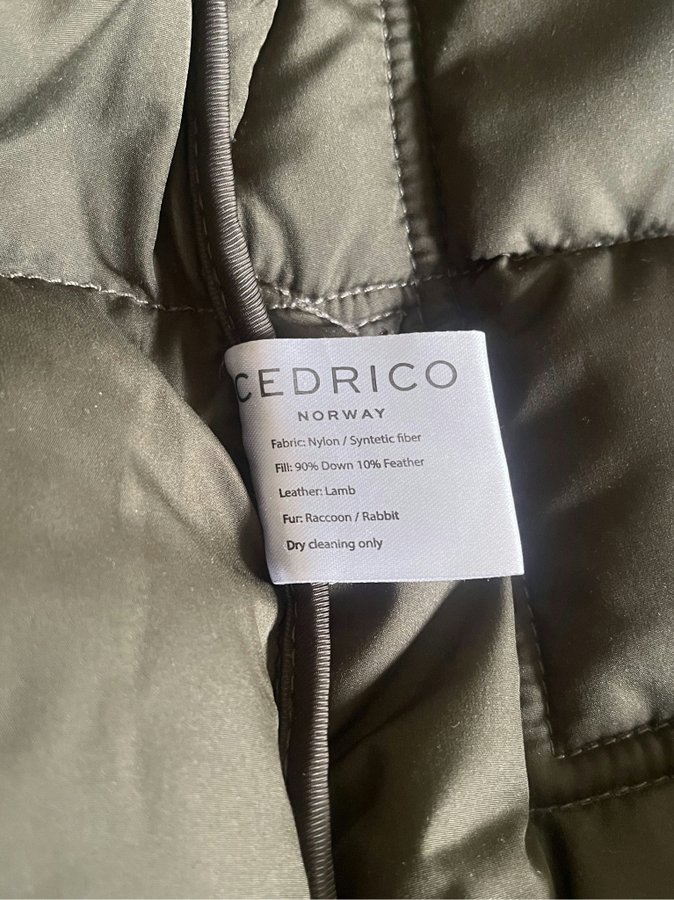 CEDRICO
NORWAY
Fabric: Nylon / Syntetic fiber
Fill: 90% Down 10% Feather
Leather: Lamb
Fur: Raccoon / Rabbit
Dry cleaning only